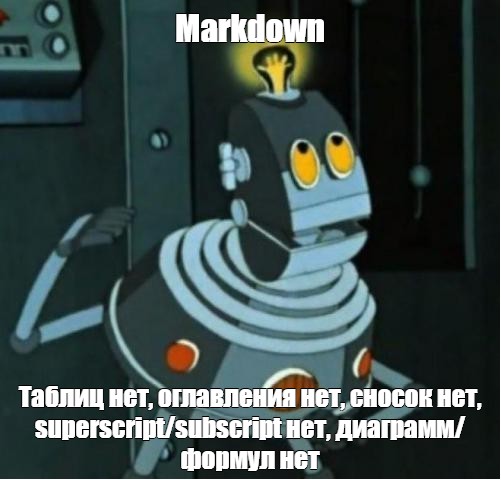 Markdown
Таблиц нет, оглавления нет, сносок нет,
superscript/subscript нет, диаграмм/
формул нет